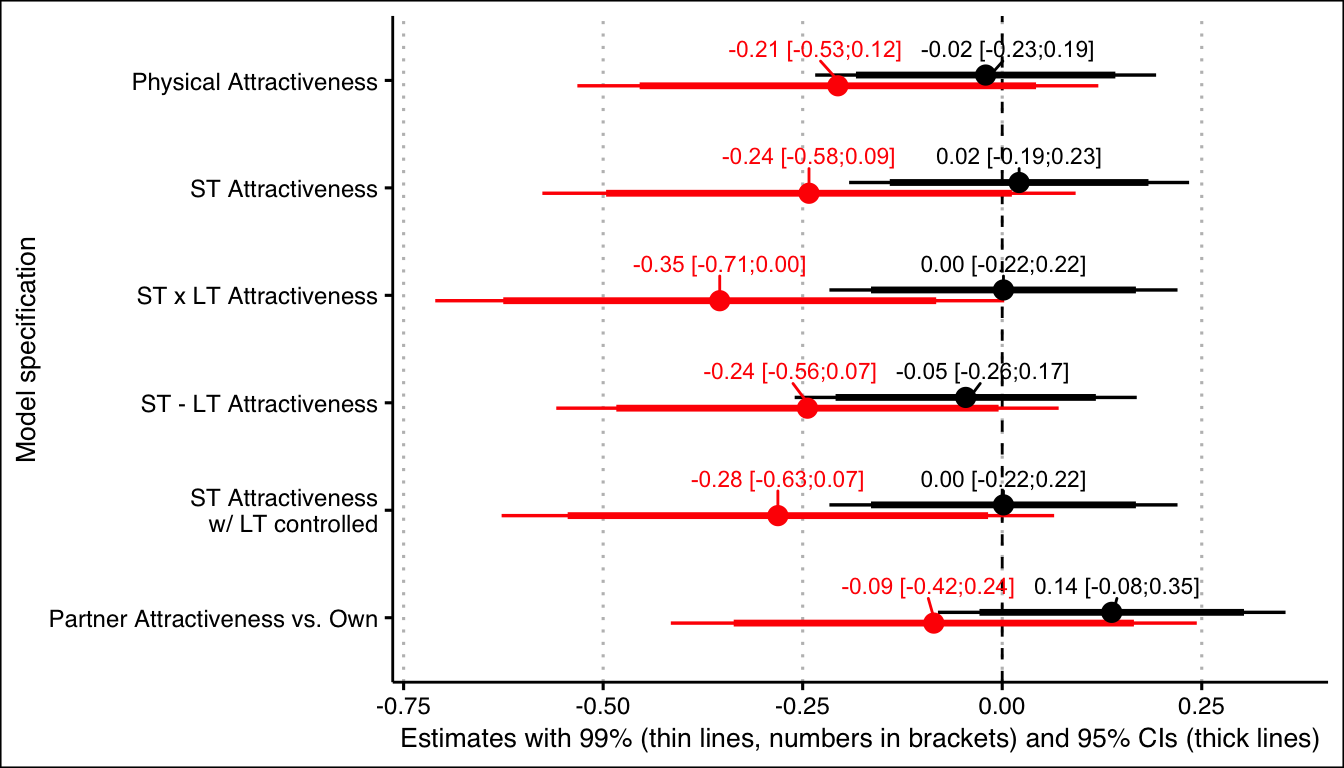 -0.21 [-0.53;0.12] -0.02 [-0.23;0.19]
Physical Attractiveness
-0.24 [-0.58;0.09] 0.02 [-0.19;0.23]
ST Attractiveness
-0.35 [-0.71;0.00] 0.00 [-0.22;0.22]
ST x LT Attractiveness
-0.24 [-0.56;0.07] -0.05 [-0.26;0.17]
ST - LT Attractiveness
-0.28 [-0.63;0.07] 0.00 [-0.22;0.22]
ST Attractiveness
w/ LT controlled
-0.09 [-0.42;0.24] 0.14 [-0.08;0.35]
Partner Attractiveness vs. Own
Model specification
-0.75 -0.50 -0.25 0.00 0.25
Estimates with 99% (thin lines, numbers in brackets) and 95% CIs (thick lines)